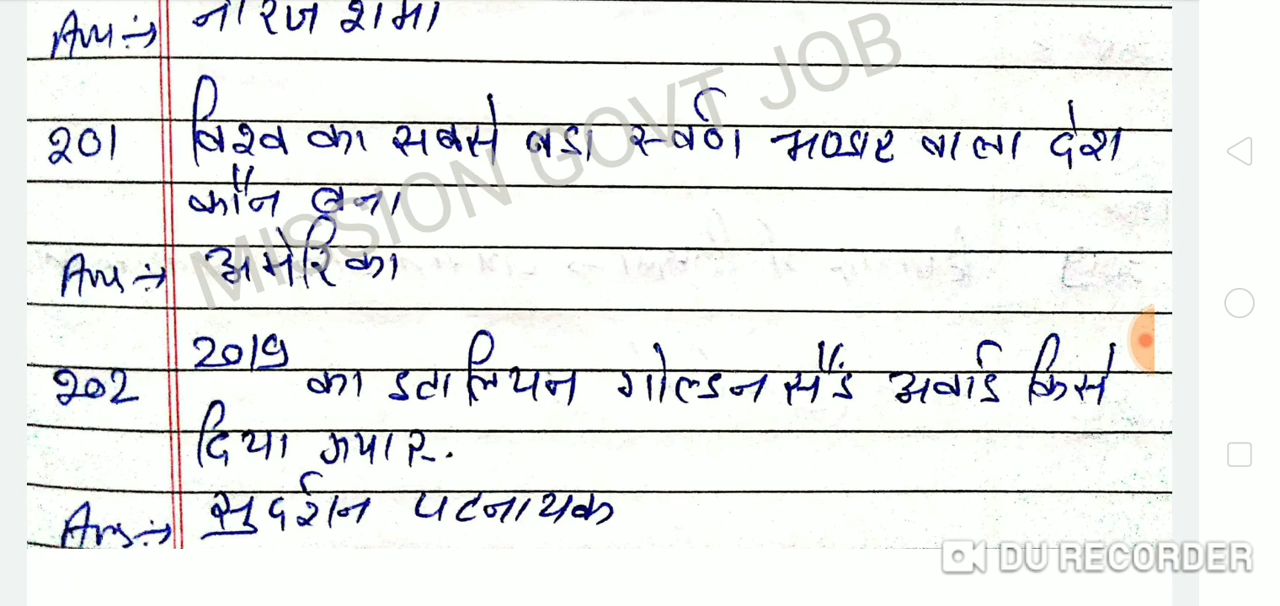 Ans :→ नीरज शर्मा
201 विश्व का सबसे बडा स्वर्ण भण्डार वाला देश
कौन बना
Ans :→ अमेरिका
2019
202 का इटालियन गोल्डन सैंड अवार्ड किसे
दिया गया
Ans :→ सुदर्शन पटनायक
MISSION GOVT JOB
DU RECORDER